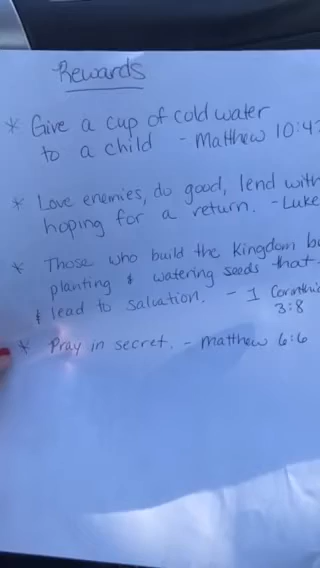 Rewards
* Give a cup of cold water
to a child - Matthew 10:42
* Love enemies, do good, lend with
hoping for a return. - Luke
* Those who build the Kingdom b
planting & watering seeds that
& lead to salvation. - 1 Corinthi
3:8
* Pray in secret. - Matthew 6:6